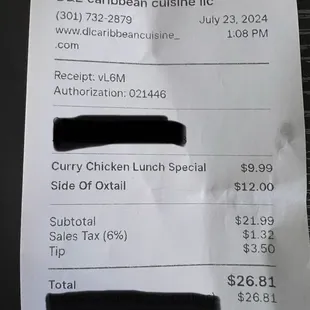 caribbean cuisine llc
(301) 732-2879 July 23, 2024
www.dlcaribbeancuisine_ 1:08 PM
.com
Receipt: vL6M
Authorization: 021446
Curry Chicken Lunch Special $9.99
Side Of Oxtail $12.00
Subtotal $21.99
Sales Tax (6%) $1.32
Tip $3.50
Total $26.81
$26.81